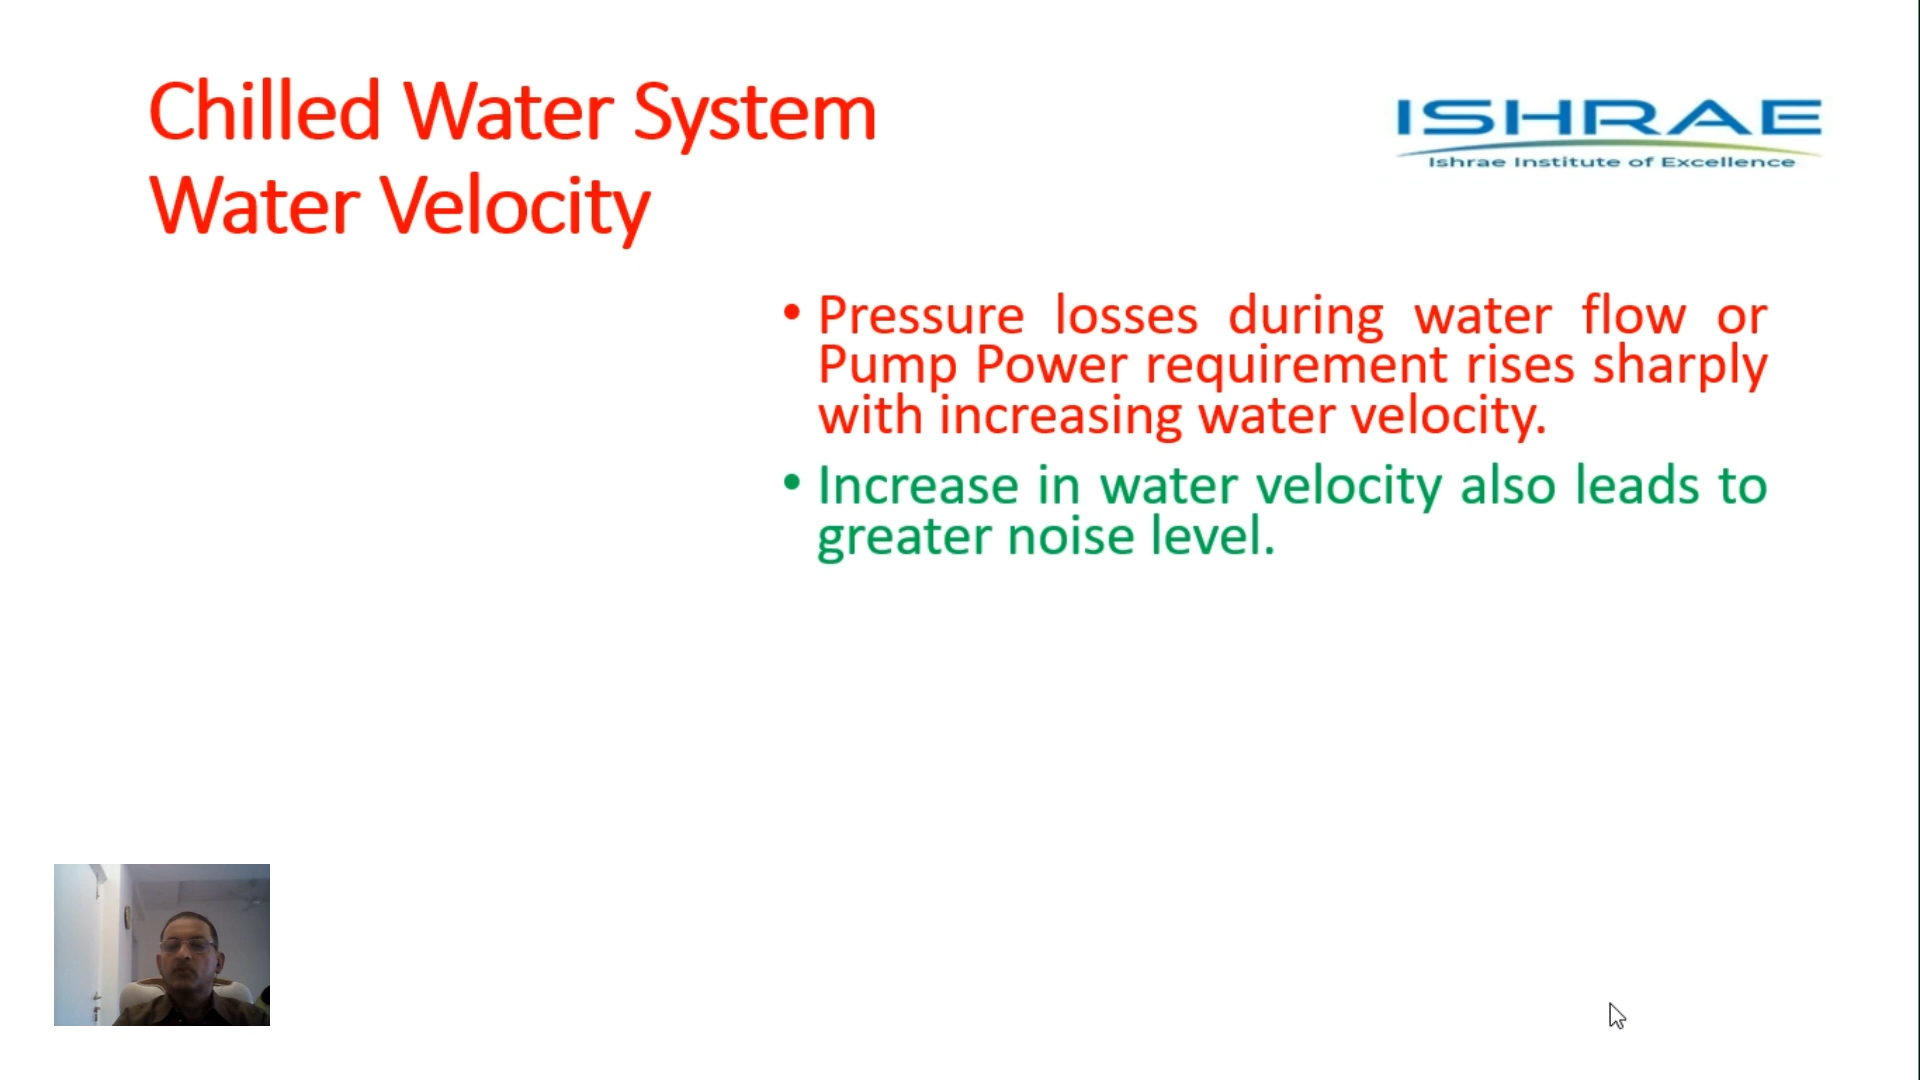 Chilled Water System
Water Velocity
ISHRAE
Ishrae Institute of Excellence
• Pressure losses during water flow or
Pump Power requirement rises sharply
with increasing water velocity.
• Increase in water velocity also leads to
greater noise level.